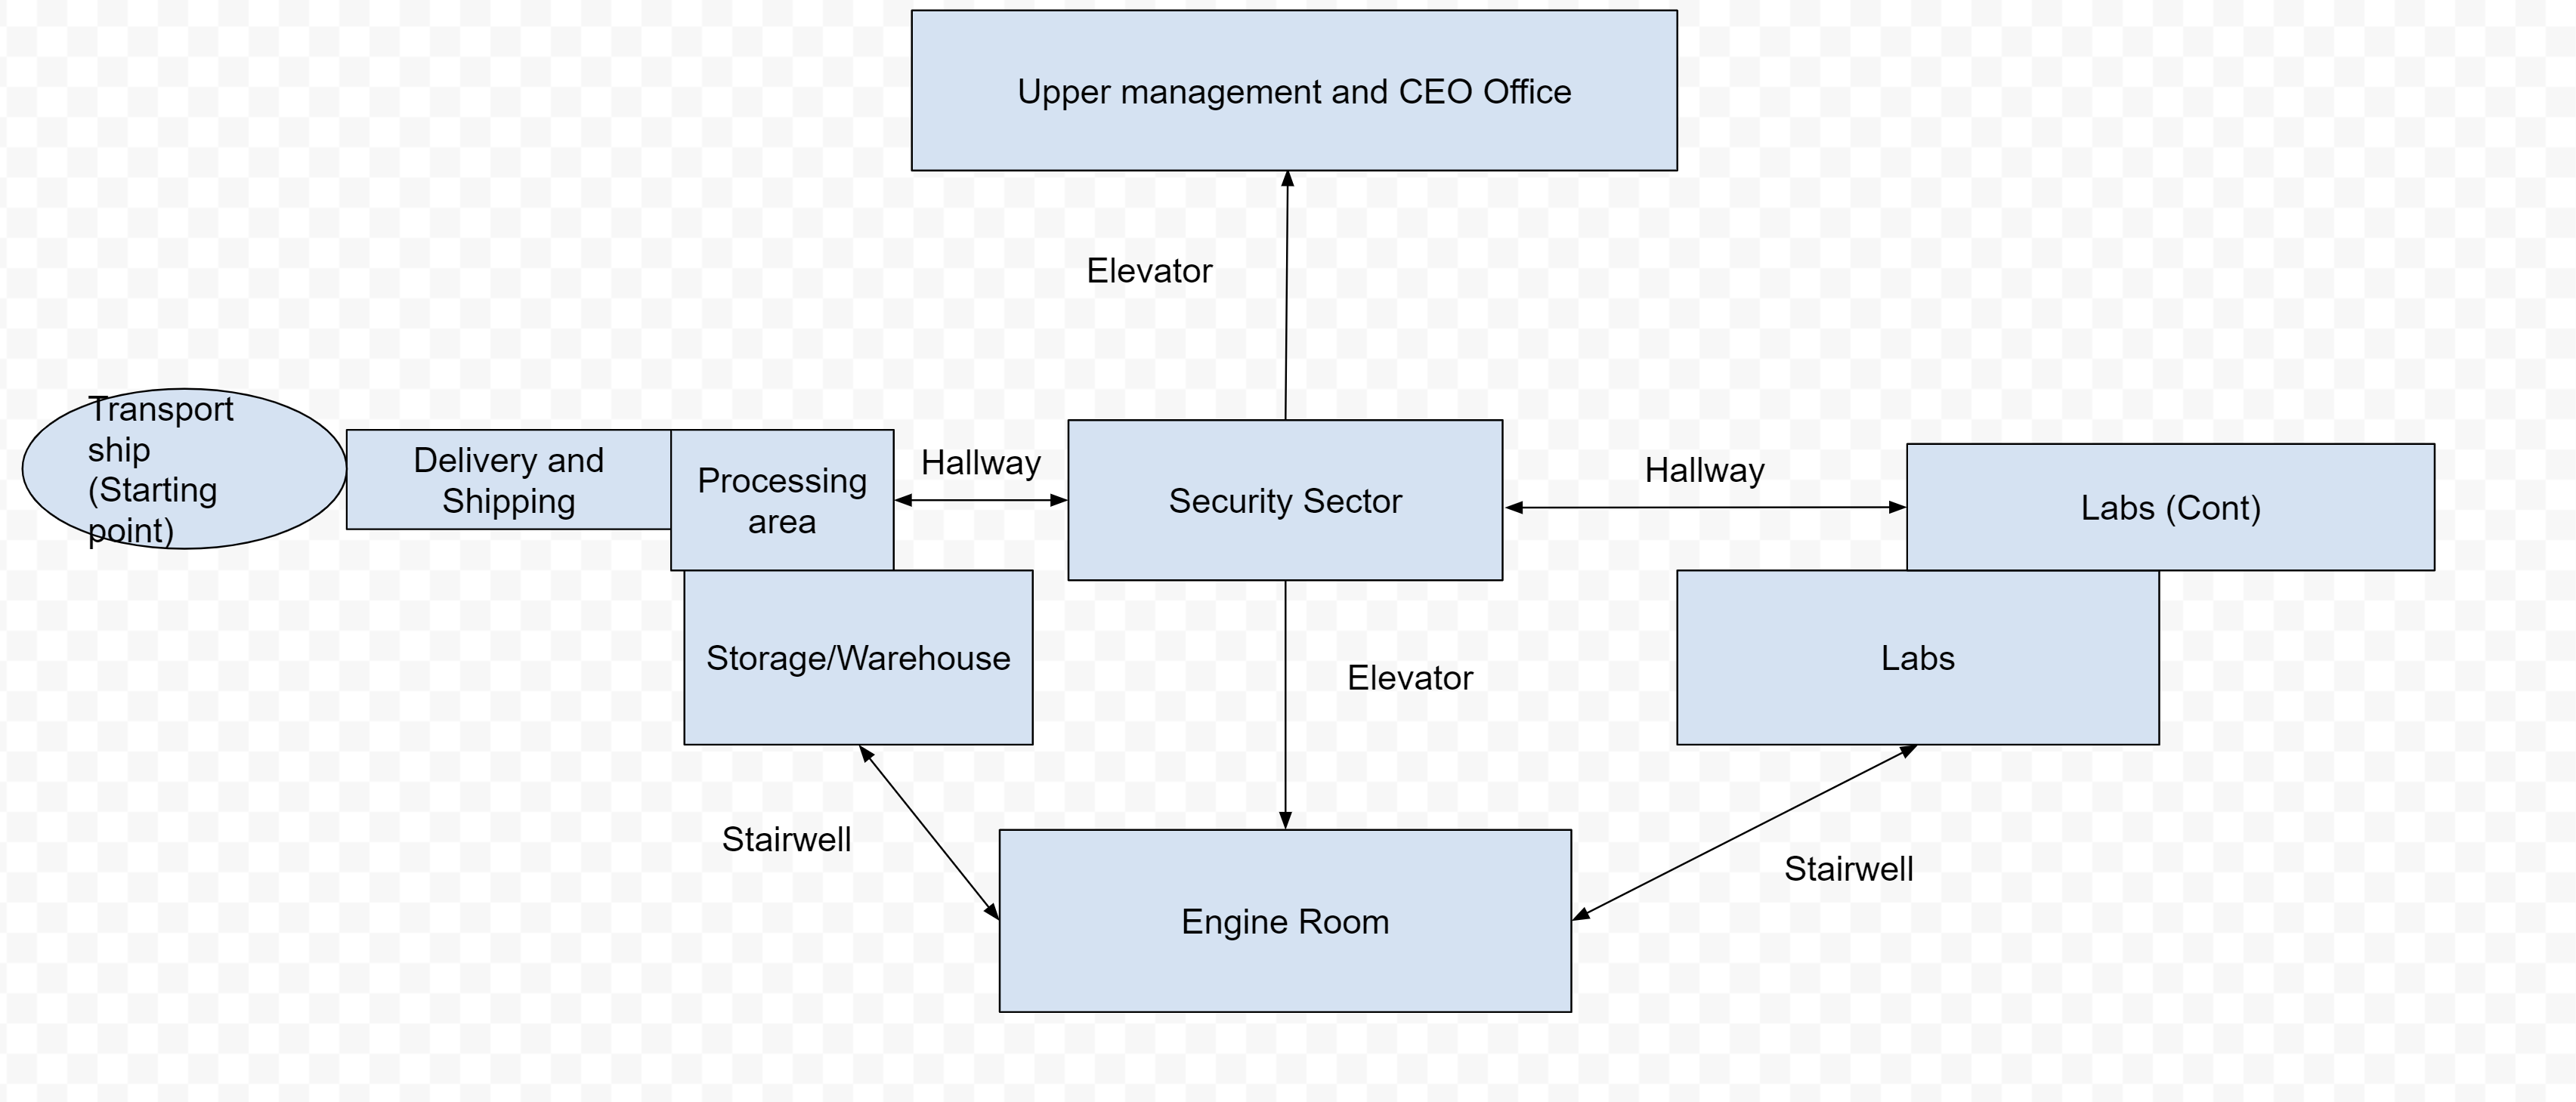 Upper management and CEO Office
Elevator
Transport
ship
(Starting
point)
Delivery and
Shipping
Processing
area
Hallway
Security Sector
Hallway
Labs (Cont)
Storage/Warehouse
Elevator
Labs
Stairwell
Stairwell
Engine Room